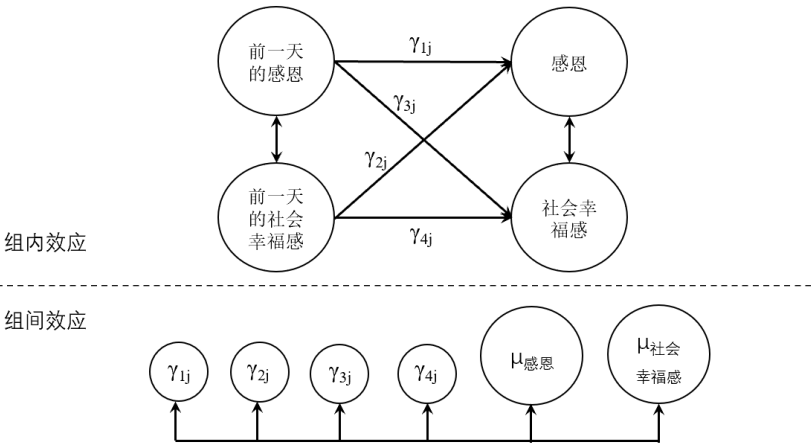 前一天
的感恩
γ1j
感恩
γ3j
γ2j
前一天
的社会
幸福感
γ4j
社会幸
福感
组内效应
组间效应
γ1j
γ2j
γ3j
γ4j
μ感恩
μ社会
幸福感